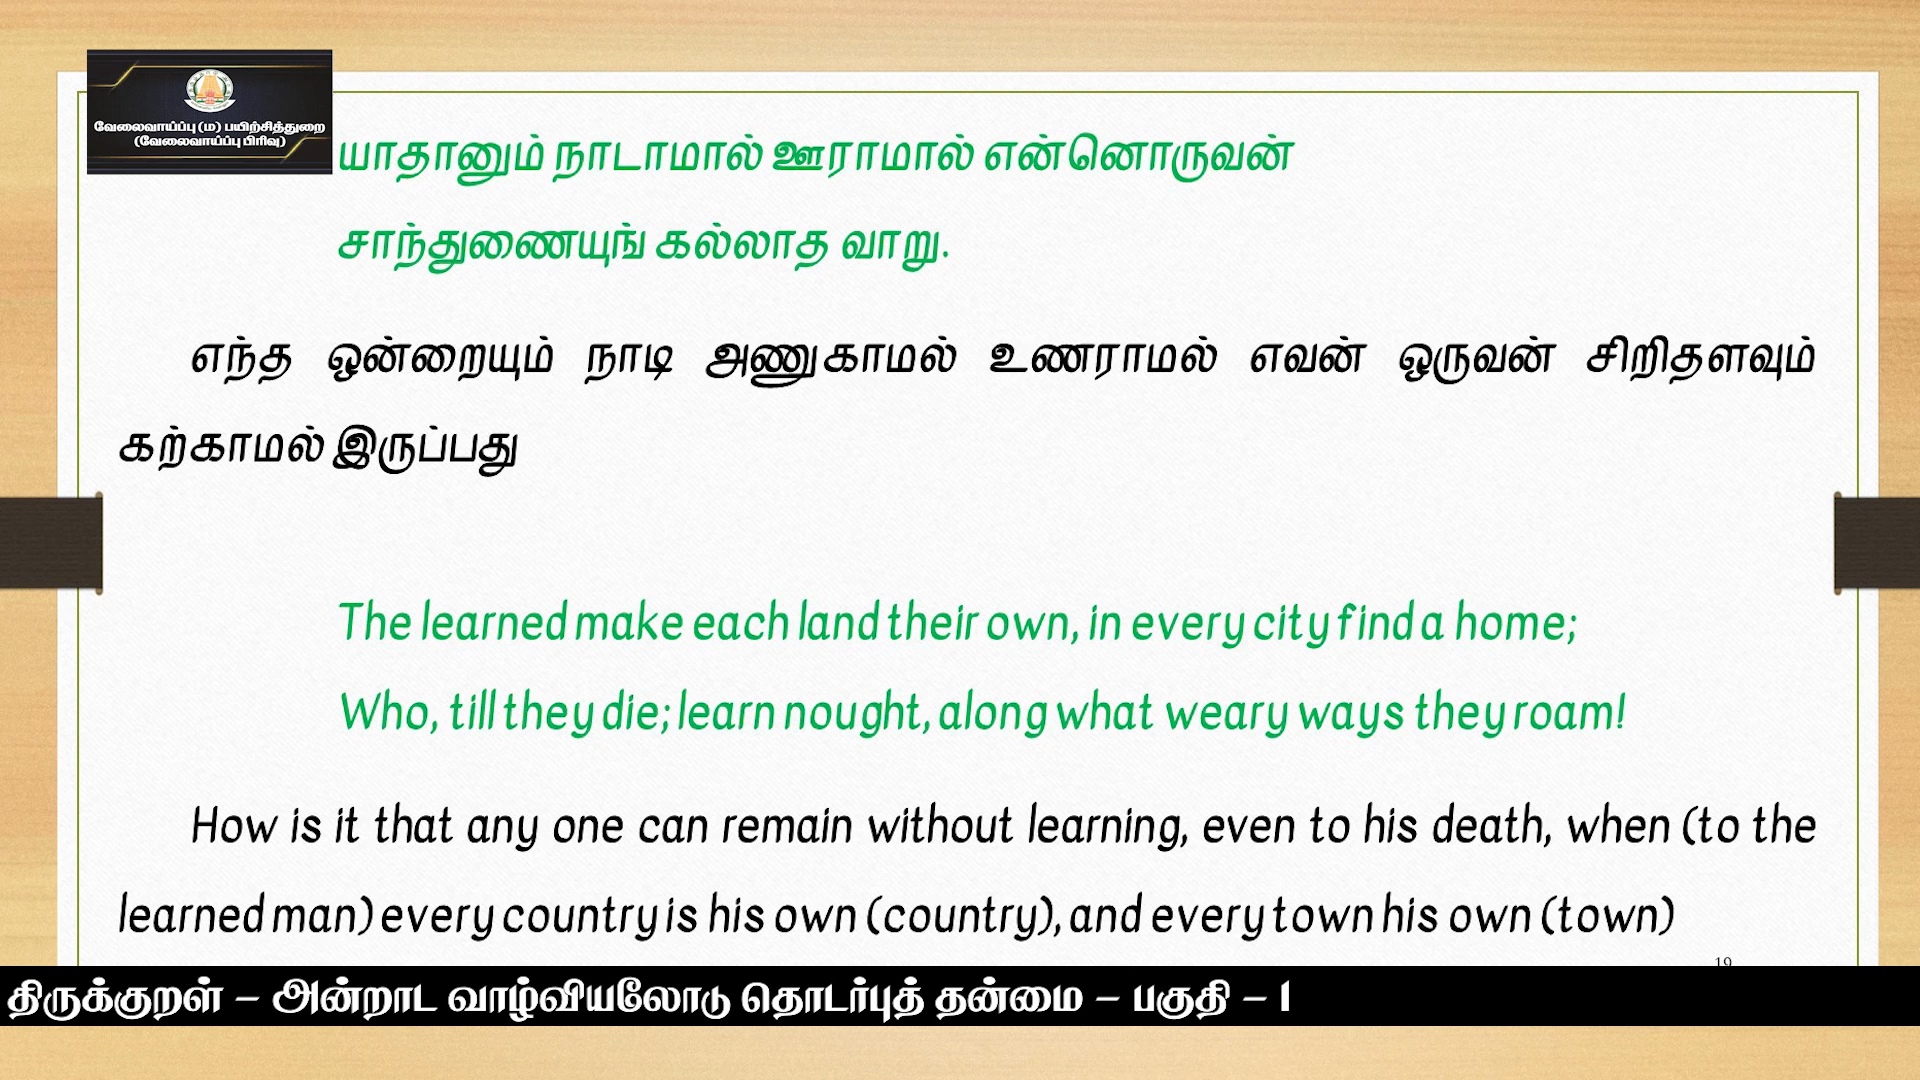 வேலைவாய்ப்பு (ம) பயிற்சித்துறை
(வேலைவாய்ப்பு பிரிவு)
யாதானும் நாடாமால் ஊராமால் என்னொருவன்
சாந்துணையுங் கல்லாத வாறு.
எந்த ஒன்றையும் நாடி அணுகாமல் உணராமல் எவன் ஒருவன் சிறிதளவும்
கற்காமல் இருப்பது
The learned make each land their own, in every city find a home;
Who, till they die; learn nought, along what weary ways they roam!
How is it that any one can remain without learning, even to his death, when (to the
learned man) every country is his own (country), and every town his own (town)
19
திருக்குறள் – அன்றாட வாழ்வியலோடு தொடர்புத் தன்மை – பகுதி – 1